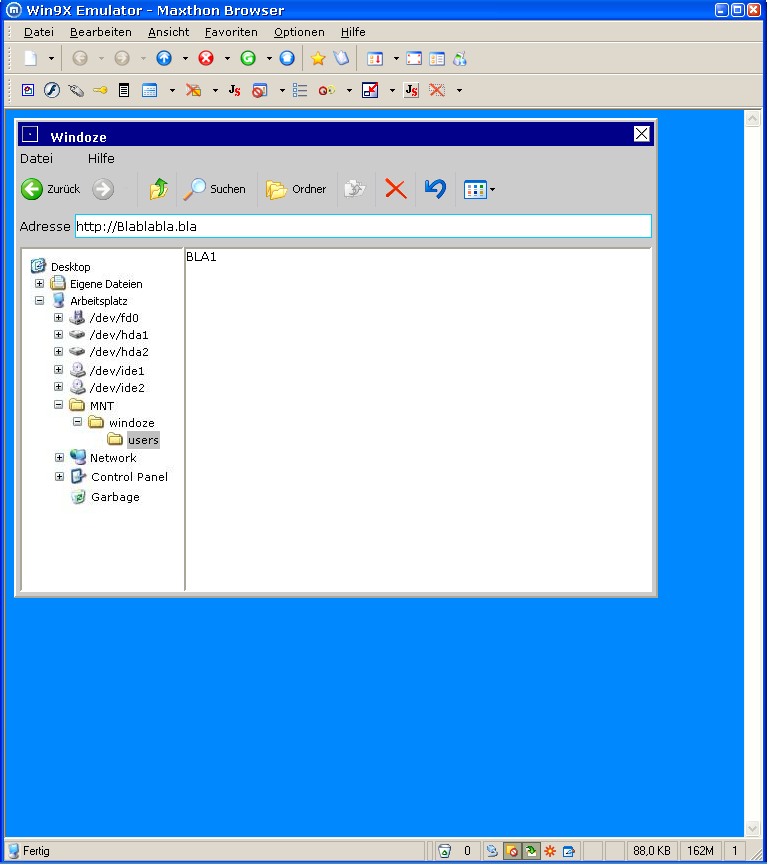 Win9X Emulator - Maxthon Browser
Datei Bearbeiten Ansicht Favoriten Optionen Hilfe
Windoze
Datei Hilfe
Zurück Suchen Ordner
Adresse http://Blablabla.bla
Desktop
Eigene Dateien
Arbeitsplatz
/dev/fd0
/dev/hda1
/dev/hda2
/dev/ide1
/dev/ide2
MNT
windoze
users
Network
Control Panel
Garbage
BLA1
Fertig 0 88,0 KB 162M 1